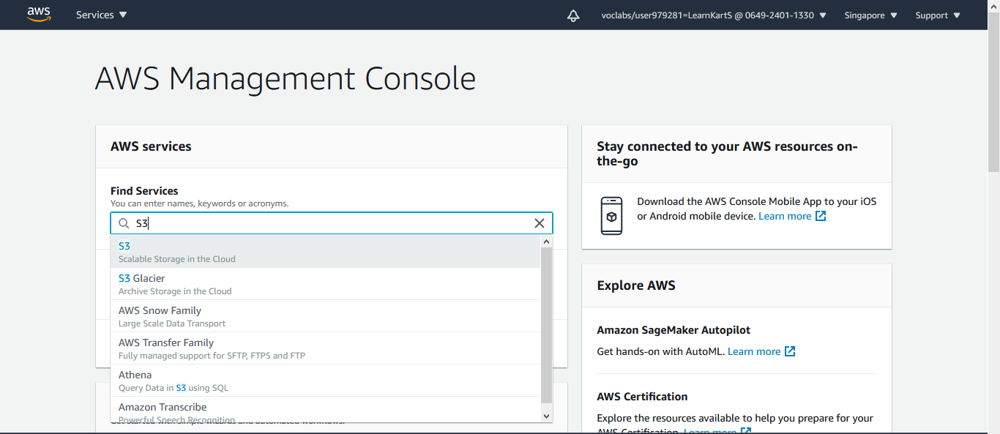 aws
Services
voclabs/user979281=LearnKartS @ 0649-2401-1330
Singapore
Support
AWS Management Console
AWS services
Find Services
You can enter names, keywords or acronyms.
S3
S3
Scalable Storage in the Cloud
S3 Glacier
Archive Storage in the Cloud
AWS Snow Family
Large Scale Data Transport
AWS Transfer Family
Fully managed support for SFTP, FTPS and FTP
Athena
Query Data in S3 using SQL
Amazon Transcribe
Powerful Speech Recognition
Stay connected to your AWS resources on-
the-go
Download the AWS Console Mobile App to your iOS
or Android mobile device. Learn more
Explore AWS
Amazon SageMaker Autopilot
Get hands-on with AutoML. Learn more
AWS Certification
Explore the resources available to help you prepare for your
AWS Certification. Learn more